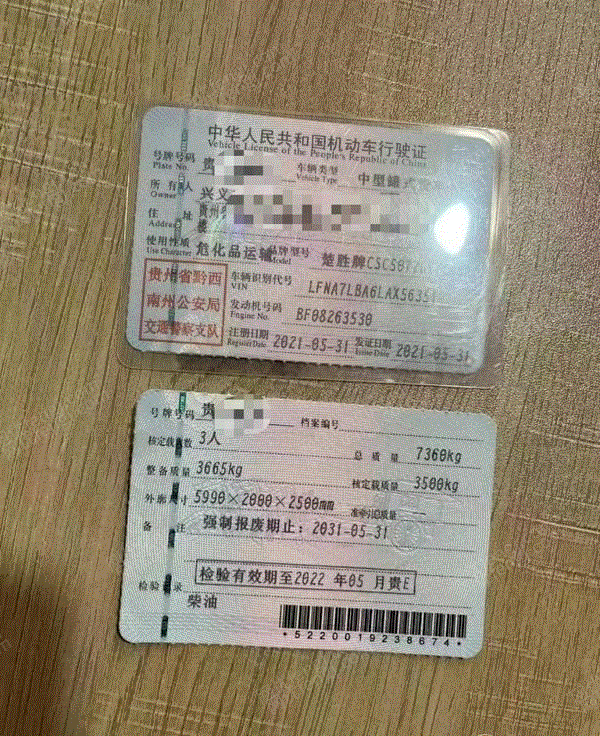 中华人民共和国机动车行驶证
Vehicle License of the People's Republic of China
号牌号码 贵 车辆类型 中型罐式
Plate No. Vehicle Type
所有人 兴义
Owner
住址 贵州
Address
使用性质 危化品运输 品牌型号 楚胜牌CSC507
Use Character Model
贵州省黔西 车辆识别代号 LFNA7LBA6LAX56351
VIN
南州公安局 发动机号码 BF08263530
Engine No.
交通警察支队 注册日期 2021-05-31 发证日期 2021-05-31
Register Date Issue Date
号牌号码 贵 档案编号
核定载人数 3人 总质量 7360kg
整备质量 3665kg 核定载质量 3500kg
外廓尺寸 5990×2000×2500mm 准牵引总质量 --
备注 强制报废期止：2031-05-31
检验有效期至2022 年05 月贵E
检验记录
柴油
*5220019238674*